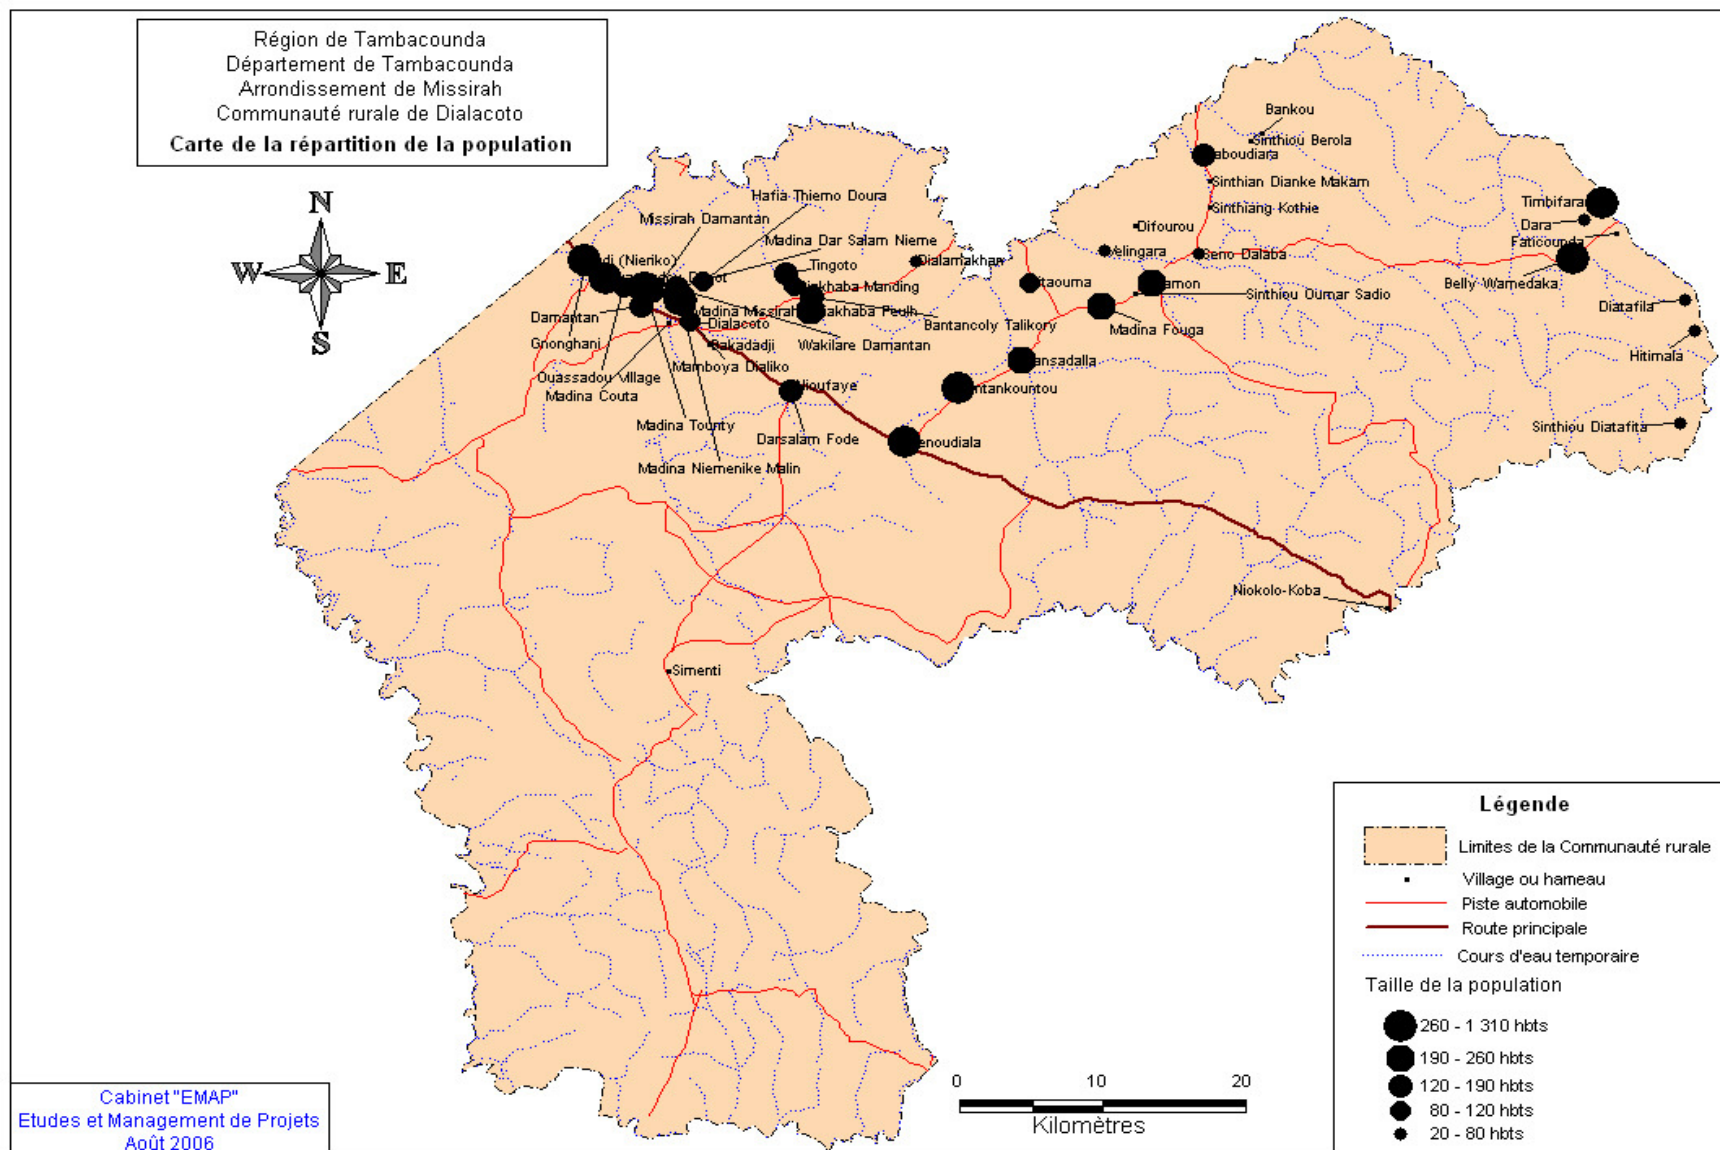 Région de Tambacounda
Département de Tambacounda
Arrondissement de Missirah
Communauté rurale de Dialacoto
Carte de la répartition de la population
N
W E
S
Bankou
Sinthiou Berola
Sinthian Dianke Makam
Sinthiang Kothie
Difourou
Seno Dalaba
Timbifara
Dara
Faticounda
Belly Wamedaka
Diatafila
Hitimala
Sinthiou Diatafita
Hafia Thierno Doura
Missirah Damantan
Madina Dar Salam Nieme
Tingoto
Dialamakhan
(Nieriko)
Manding
Peulh
Bantancoly Talikory
Sinthiou Oumar Sadio
Madina Fouga
Damantan
Madina Missirah
Dialacoto
Gnonghani
Wakilare Damantan
Mamboya Dialiko
Ouassadou Village
Madina Couta
Madina Tounty
Darsalam Fode
Madina Niemenike Malin
Niokolo-Koba
Simenti
Légende
Limites de la Communauté rurale
Village ou hameau
Piste automobile
Route principale
Cours d'eau temporaire
Taille de la population
260 - 1 310 hbts
190 - 260 hbts
120 - 190 hbts
80 - 120 hbts
20 - 80 hbts
0 10 20
Kilomètres
Cabinet "EMAP"
Etudes et Management de Projets
Août 2006